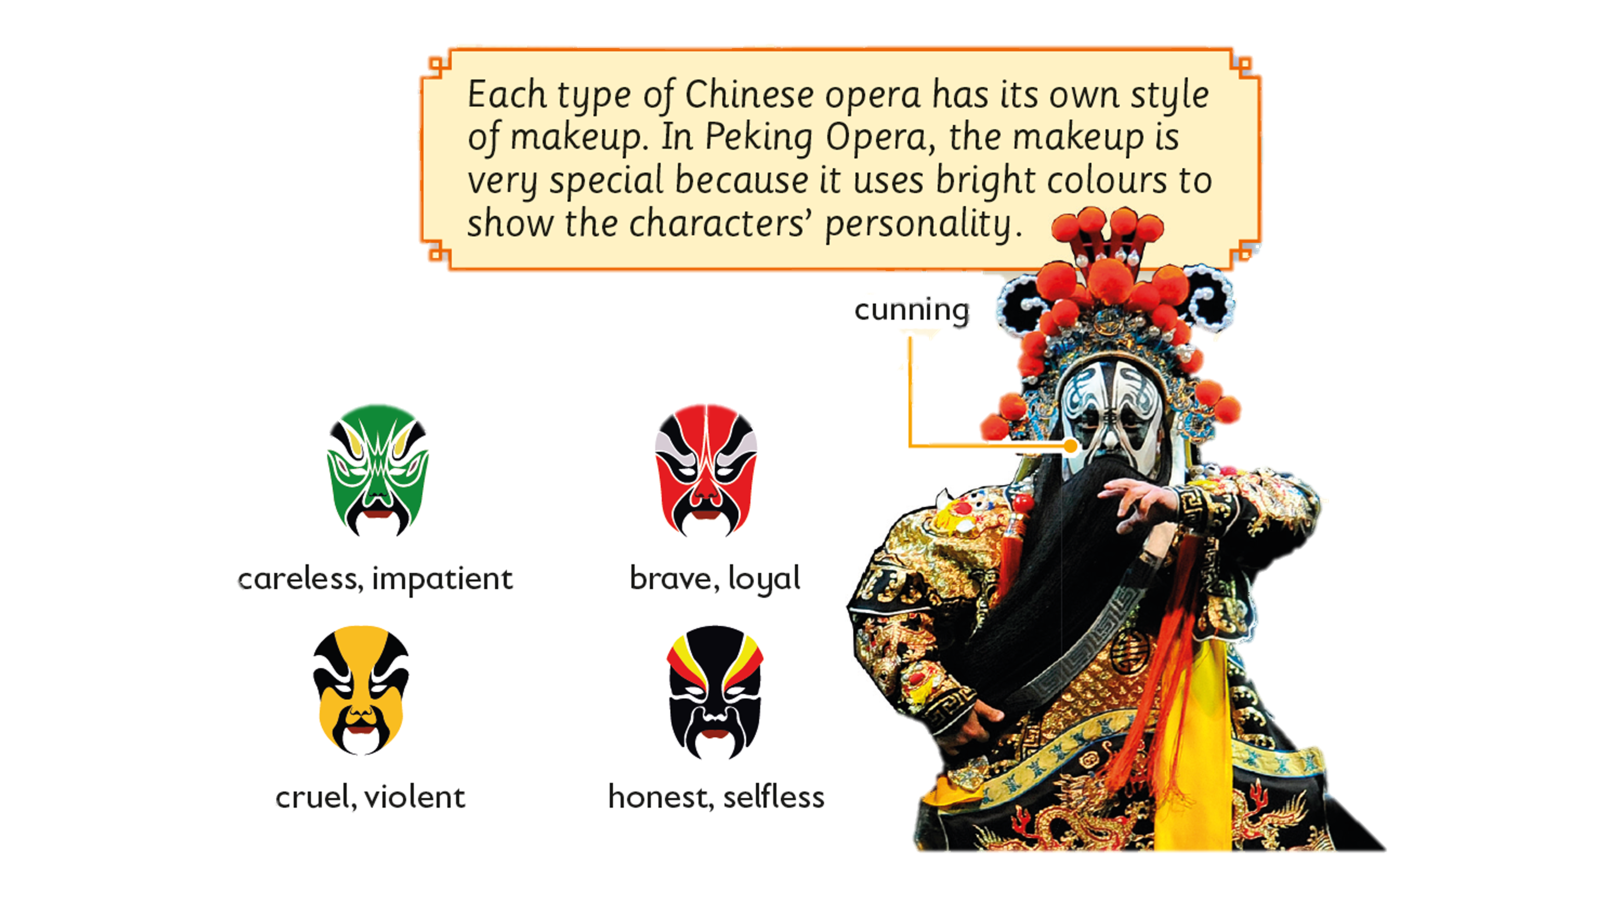 Each type of Chinese opera has its own style
of makeup. In Peking Opera, the makeup is
very special because it uses bright colours to
show the characters’ personality.
cunning
careless, impatient
brave, loyal
cruel, violent
honest, selfless